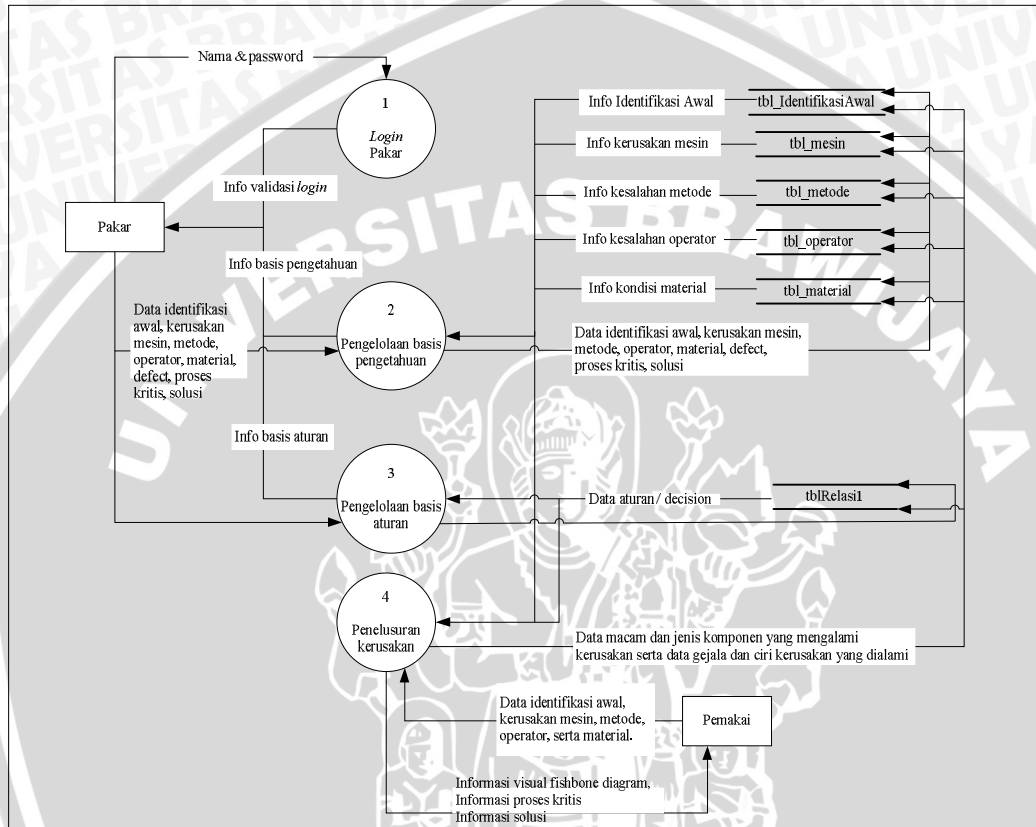 Nama & password
1
Login
Pakar
Info validasi login
Pakar
Info basis pengetahuan
Data identifikasi
awal, kerusakan
mesin, metode,
operator, material,
defect, proses
kritis, solusi
2
Pengelolaan basis
pengetahuan
Info basis aturan
3
Pengelolaan basis
aturan
4
Penelusuran
kerusakan
Info Identifikasi Awal
tbl_IdentifikasiAwal
Info kerusakan mesin
tbl_mesin
Info kesalahan metode
tbl_metode
Info kesalahan operator
tbl_operator
Info kondisi material
tbl_material
Data identifikasi awal, kerusakan mesin,
metode, operator, material, defect,
proses kritis, solusi
Data aturan / decision
tblRelasi1
Data macam dan jenis komponen yang mengalami
kerusakan serta data gejala dan ciri kerusakan yang dialami
Data identifikasi awal,
kerusakan mesin, metode,
operator, serta material.
Pemakai
Informasi visual fishbone diagram,
Informasi proses kritis
Informasi solusi
UNIVERSITAS BRAWIJAYA